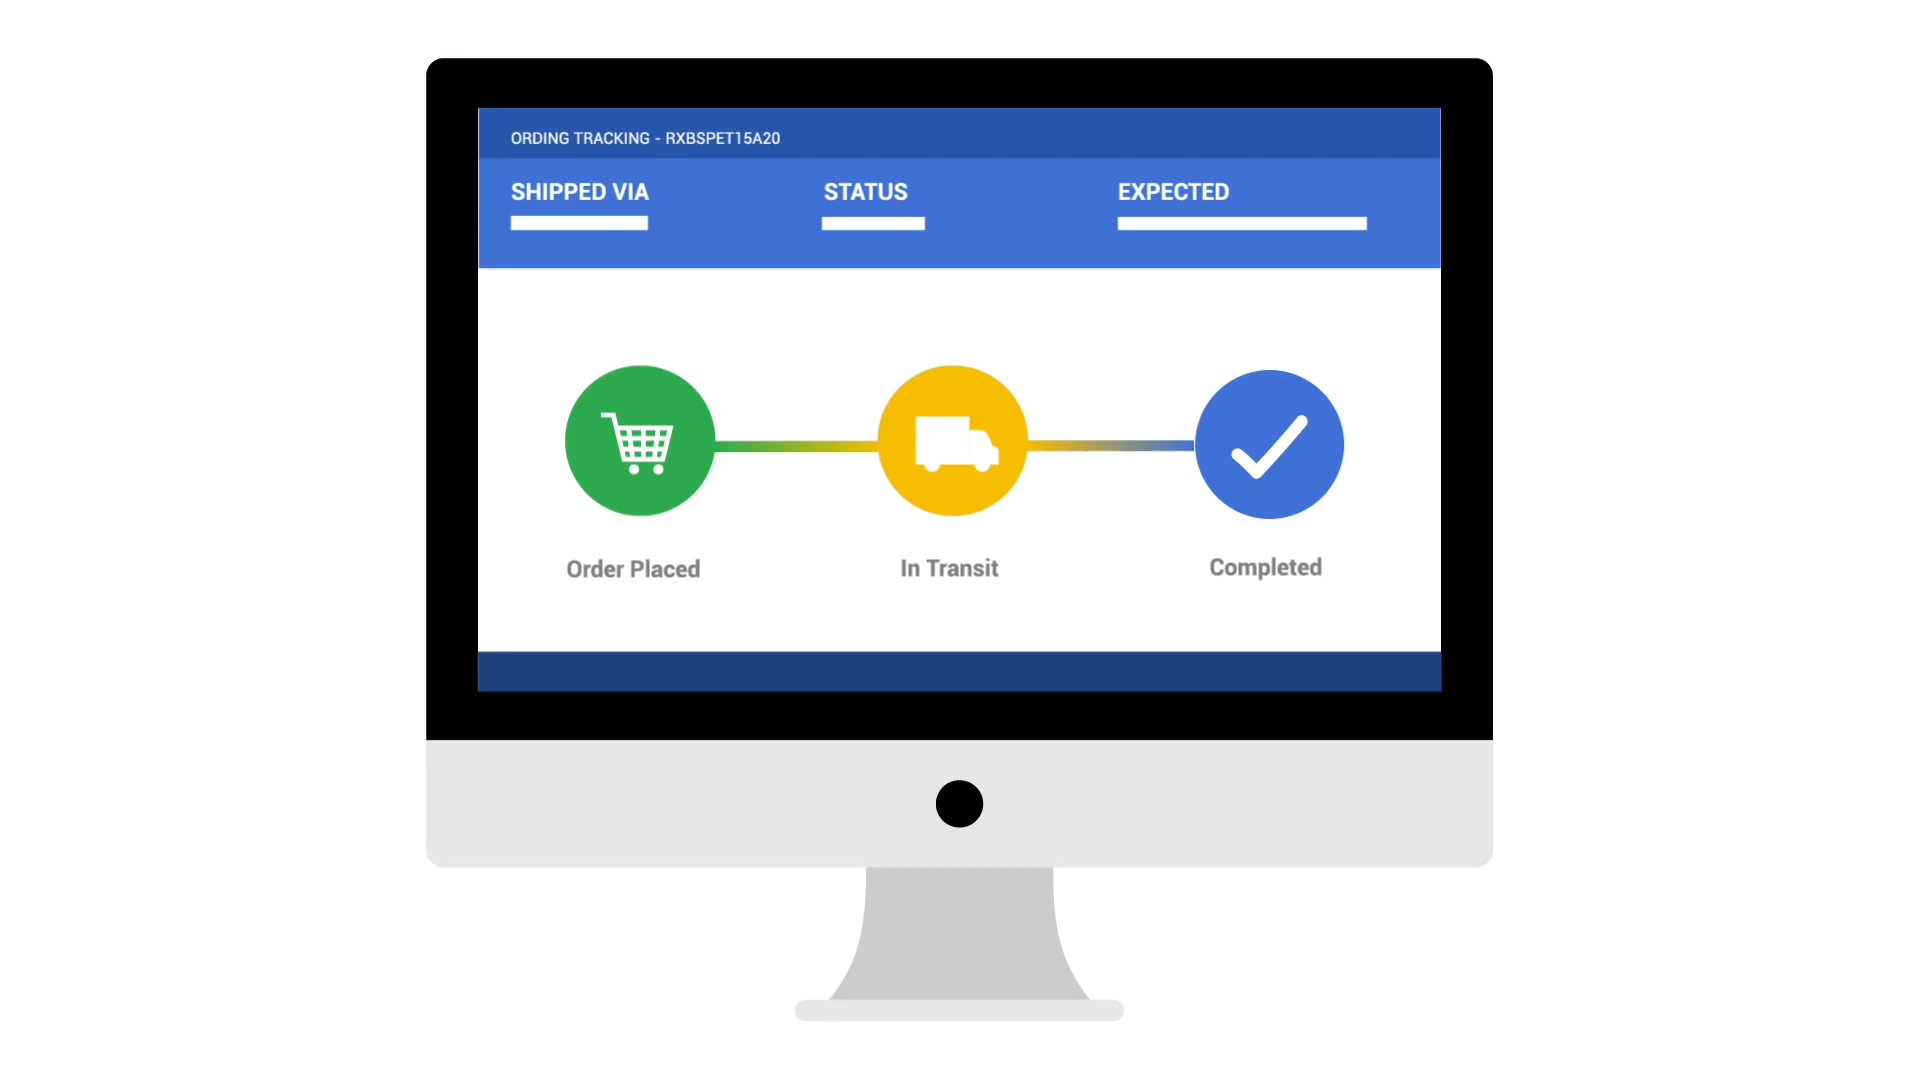 ORDING TRACKING - RXBSPET15A20
SHIPPED VIA STATUS EXPECTED
Order Placed In Transit Completed